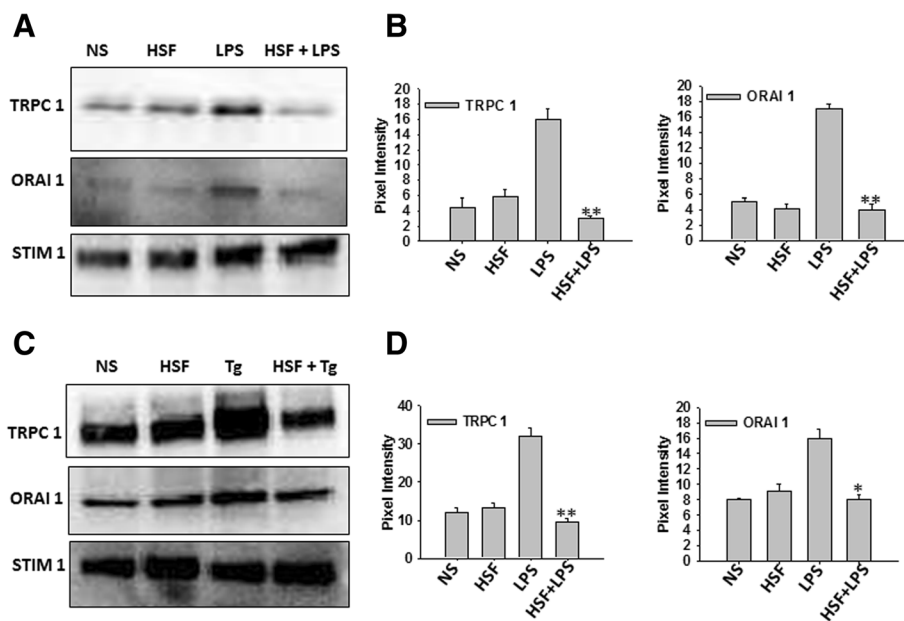 A
NS HSF LPS HSF + LPS
TRPC 1
ORAI 1
STIM 1
B
Pixel Intensity
20
18
16
14
12
10
8
6
4
2
0
TRPC 1
**
NS HSF LPS HSF+LPS
Pixel Intensity
20
18
16
14
12
10
8
6
4
2
0
ORAI 1
**
NS HSF LPS HSF+LPS
C
NS HSF Tg HSF + Tg
TRPC 1
ORAI 1
STIM 1
D
Pixel Intensity
40
30
20
10
0
TRPC 1
**
NS HSF LPS HSF+LPS
Pixel Intensity
20
18
16
14
12
10
8
6
4
2
0
ORAI 1
*
NS HSF LPS HSF+LPS